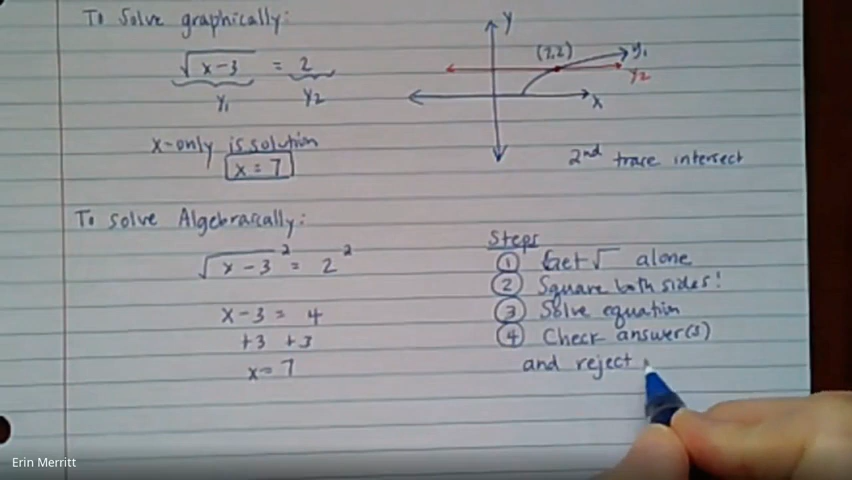 To Solve graphically:
√x-3 = 2
y₁ y₂
x-only is solution
x = 7
y
(7,2)
y₁
y₂
x
2nd trace intersect
To solve Algebraically:
√x-3² = 2²
x-3 = 4
+3 +3
x= 7
Steps
① Get √ alone
② Square both sides!
③ Solve equation
④ Check answer(s)
and reject
Erin Merritt